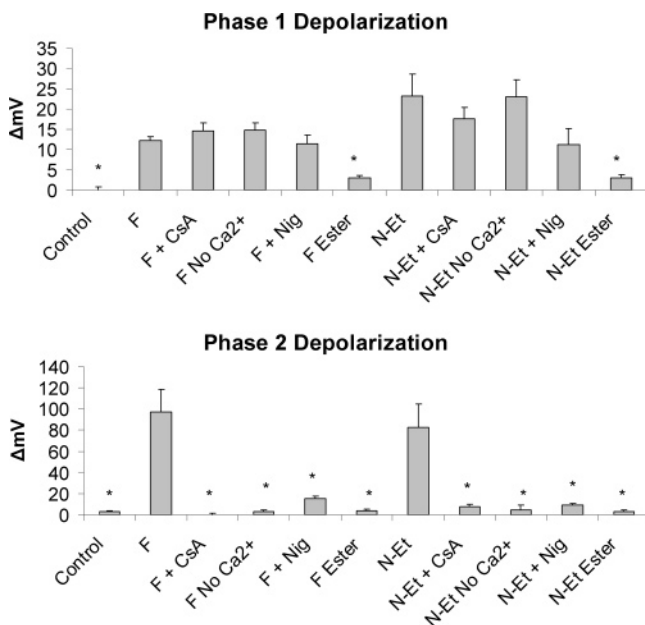 Phase 1 Depolarization
35
30
25
20
15
10
5
0
ΔmV
*
*
*
Control
F
F + CsA
F No Ca2+
F + Nig
F Ester
N-Et
N-Et + CsA
N-Et No Ca2+
N-Et + Nig
N-Et Ester
Phase 2 Depolarization
140
120
100
80
60
40
20
0
ΔmV
*
*
*
*
*
*
*
*
*
Control
F
F + CsA
F No Ca2+
F + Nig
F Ester
N-Et
N-Et + CsA
N-Et No Ca2+
N-Et + Nig
N-Et Ester